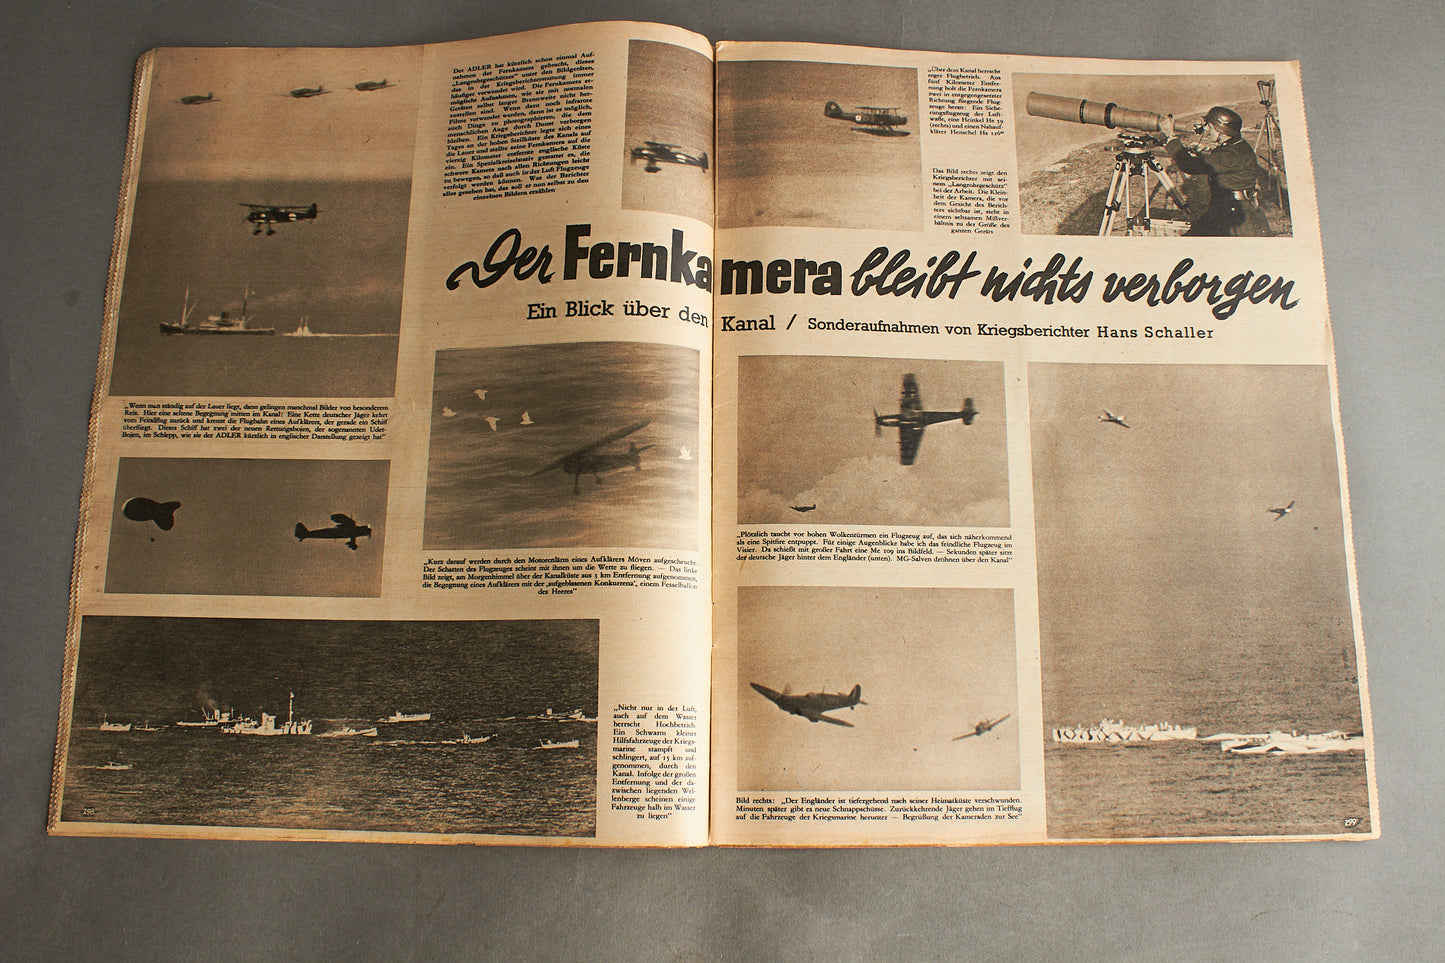 Der ADLER hat kürzlich schon einmal Auf-
nahmen der Fernkamera gebracht, dieses
„Langrohrgeschützes“ unter den Bildgeräten,
das in der Kriegsberichterstattung immer
häufiger verwendet wird. Die Fernkamera er-
möglicht Aufnahmen, wie sie mit normalen
Geräten selbst langer Brennweite nicht her-
zustellen sind. Wenn dazu noch infrarote
Filme verwendet werden, dann ist es möglich,
auch Dinge zu photographieren, die dem
menschlichen Auge durch Dunst verborgen
bleiben. Ein Kriegsberichter legte sich eines
Tages an der hohen Steilküste des Kanals auf
die Lauer und stellte seine Fernkamera auf die
vierzig Kilometer entfernte englische Küste
ein. Ein Spezialkreiselstativ gestattet es, die
schwere Kamera nach allen Richtungen leicht
zu bewegen, so daß auch in der Luft Flugzeuge
verfolgt werden können. Was der Berichter
alles gesehen hat, das soll er nun selbst zu den
einzelnen Bildern erzählen
„Über dem Kanal herrscht
reger Flugbetrieb. Aus
fünf Kilometer Entfer-
nung holt die Fernkamera
zwei in entgegengesetzter
Richtung fliegende Flug-
zeuge heran: Ein Siche-
rungsflugzeug der Luft-
waffe, eine Heinkel He 59
(rechts) und einen Nahauf-
klärer Henschel Hs 126“
Das Bild rechts zeigt den
Kriegsberichter mit sei-
nem „Langrohrgeschütz“
bei der Arbeit. Die Klein-
heit der Kamera, die vor
dem Gesicht des Berich-
ters sichtbar ist, steht in
einem seltsamen Mißver-
hältnis zu der Größe des
ganzen Geräts
Der Fernkamera bleibt nichts verborgen
Ein Blick über den Kanal / Sonderaufnahmen von Kriegsberichter Hans Schaller
„Wenn man ständig auf der Lauer liegt, dann gelingen manchmal Bilder von besonderem
Reiz. Hier eine seltene Begegnung mitten im Kanal: Eine Kette deutscher Jäger kehrt
vom Feindflug zurück und kreuzt die Flugbahn eines Aufklärers, der gerade ein Schiff
überfliegt. Dieses Schiff hat zwei der neuen Rettungsbojen, der sogenannten Udet-
Bojen, im Schlepp, wie sie der ADLER kürzlich in englischer Darstellung gezeigt hat“
„Kurz darauf werden durch den Motorenlärm eines Aufklärers Möven aufgescheucht.
Der Schatten des Flugzeuges scheint mit ihnen um die Wette zu fliegen. — Das linke
Bild zeigt, am Morgenhimmel über der Kanalküste aus 3 km Entfernung aufgenommen,
die Begegnung eines Aufklärers mit der ‚aufgeblasenen Konkurrenz‘, einem Fesselballon
des Heeres“
„Nicht nur in der Luft,
auch auf dem Wasser
herrscht Hochbetrieb.
Ein Schwarm kleiner
Hilfsfahrzeuge der Kriegs-
marine stampft und
schlingert, auf 15 km auf-
genommen, durch den
Kanal. Infolge der großen
Entfernung und der da-
zwischen liegenden Wel-
lenberge scheinen einige
Fahrzeuge halb im Wasser
zu liegen“
„Plötzlich taucht vor hohen Wolkentürmen ein Flugzeug auf, das sich näherkommend
als eine Spitfire entpuppt. Für einige Augenblicke habe ich das feindliche Flugzeug im
Visier. Da schießt mit großer Fahrt eine Me 109 ins Bildfeld. — Sekunden später sitzt
der deutsche Jäger hinter dem Engländer (unten). MG-Salven dröhnen über den Kanal“
Bild rechts: „Der Engländer ist tiefergehend nach seiner Heimatküste verschwunden.
Minuten später gibt es neue Schnappschüsse. Zurückkehrende Jäger gehen im Tiefflug
auf die Fahrzeuge der Kriegsmarine herunter — Begrüßung der Kameraden zur See“
298
299